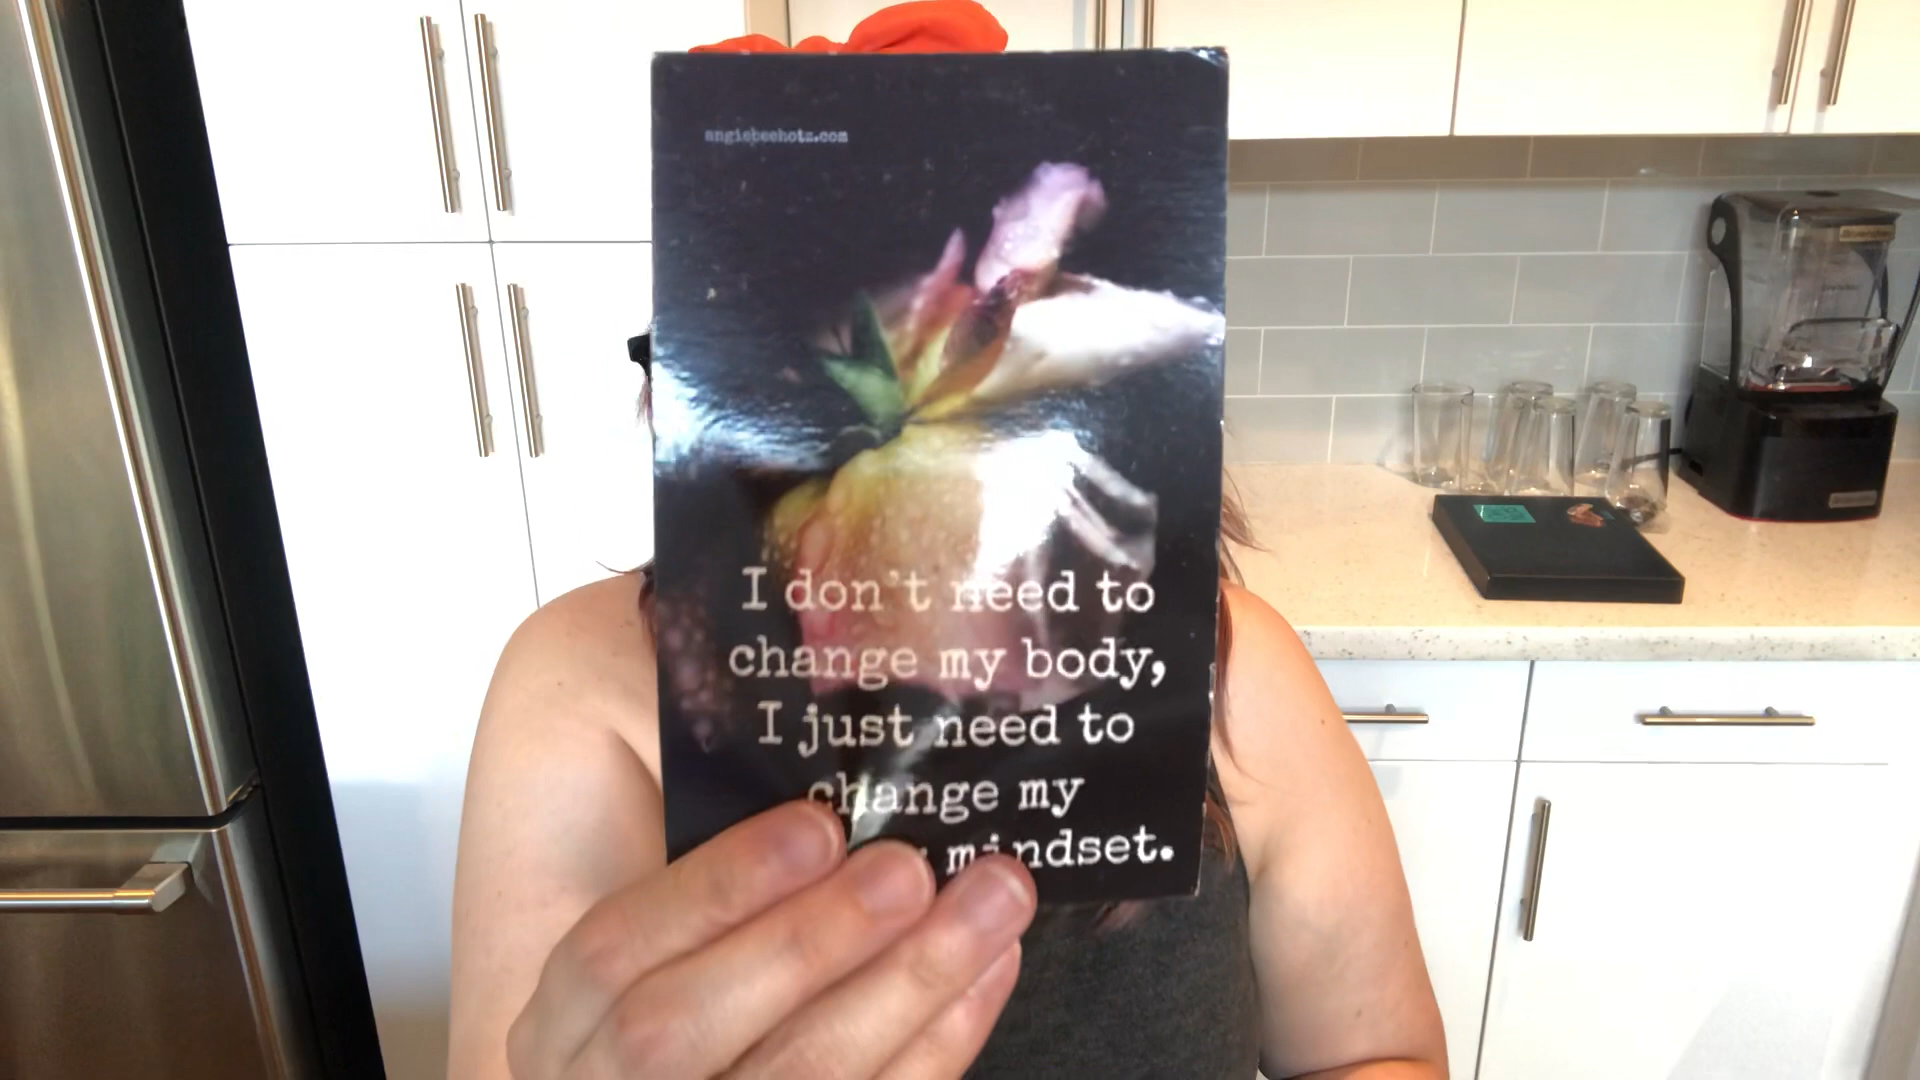 angiebeehotz.com
I don't need to
change my body,
I just need to
change my
mindset.